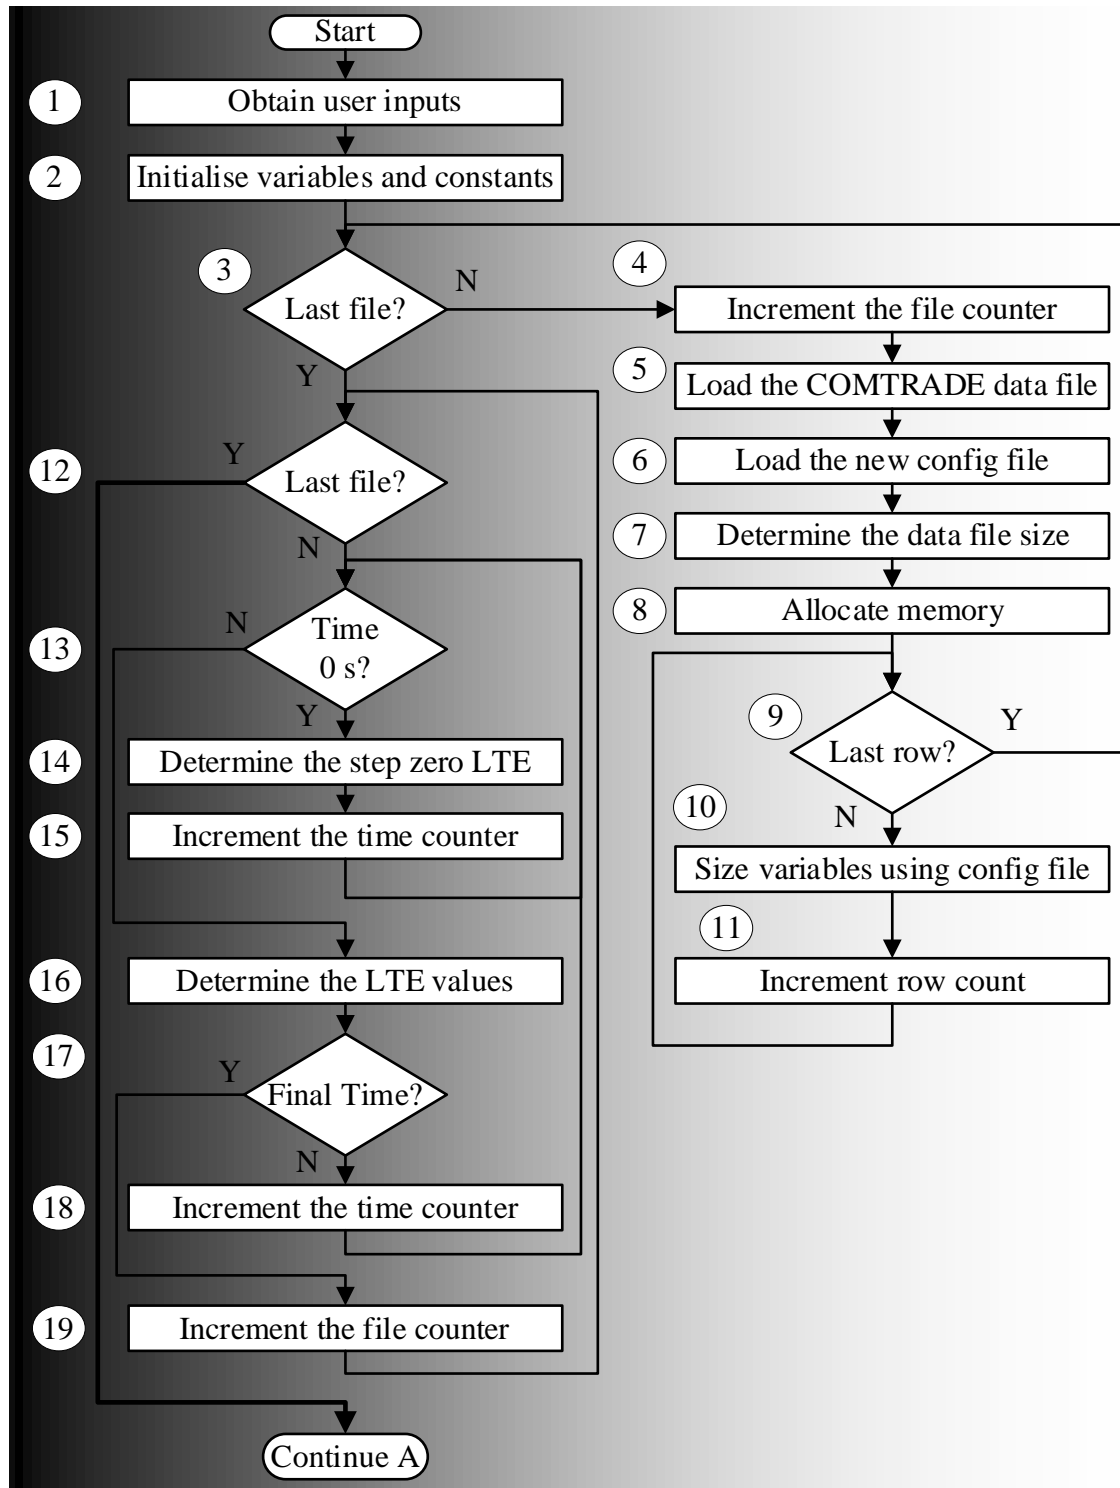 Start
1
Obtain user inputs
2
Initialise variables and constants
3
Last file?
N
Y
4
Increment the file counter
5
Load the COMTRADE data file
6
Load the new config file
7
Determine the data file size
8
Allocate memory
9
Last row?
Y
N
10
Size variables using config file
11
Increment row count
12
Y
Last file?
N
13
N
Time
0 s?
Y
14
Determine the step zero LTE
15
Increment the time counter
16
Determine the LTE values
17
Y
Final Time?
N
18
Increment the time counter
19
Increment the file counter
Continue A